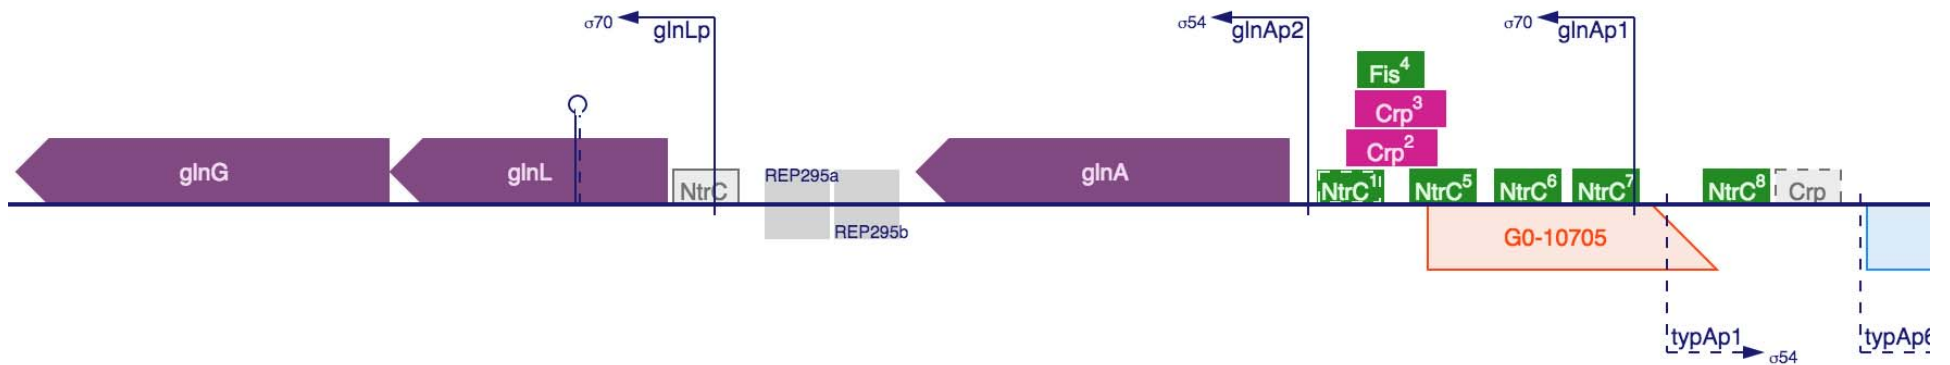 σ70 glnLp
σ54 glnAp2
σ70 glnAp1
Fis4
Crp3
Crp2
glnG
glnL
NtrC
REP295a
REP295b
glnA
NtrC1
NtrC5
NtrC6
NtrC7
NtrC8
Crp
G0-10705
typAp1
σ54
typAp6